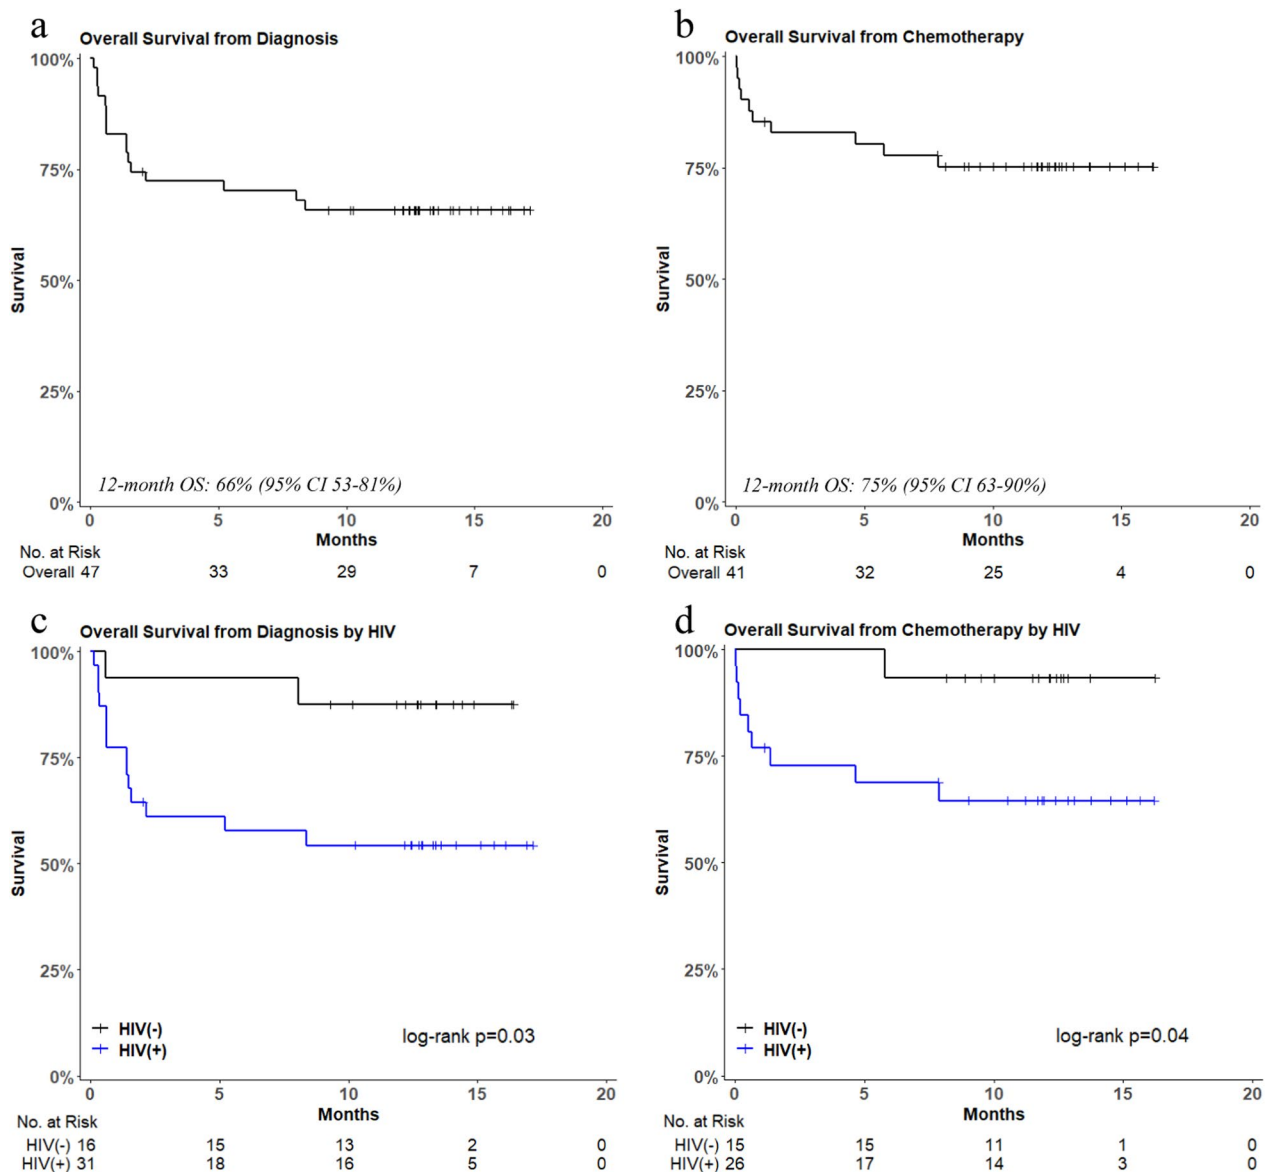 a
Overall Survival from Diagnosis
100%
75%
50%
25%
0%
Survival
12-month OS: 66% (95% CI 53-81%)
0 5 10 15 20
Months
No. at Risk
Overall 47 33 29 7 0
b
Overall Survival from Chemotherapy
100%
75%
50%
25%
0%
Survival
12-month OS: 75% (95% CI 63-90%)
0 5 10 15 20
Months
No. at Risk
Overall 41 32 25 4 0
c
Overall Survival from Diagnosis by HIV
100%
75%
50%
25%
0%
Survival
HIV(-)
HIV(+)
log-rank p=0.03
0 5 10 15 20
Months
No. at Risk
HIV(-) 16 15 13 2 0
HIV(+) 31 18 16 5 0
d
Overall Survival from Chemotherapy by HIV
100%
75%
50%
25%
0%
Survival
HIV(-)
HIV(+)
log-rank p=0.04
0 5 10 15 20
Months
No. at Risk
HIV(-) 15 15 11 1 0
HIV(+) 26 17 14 3 0